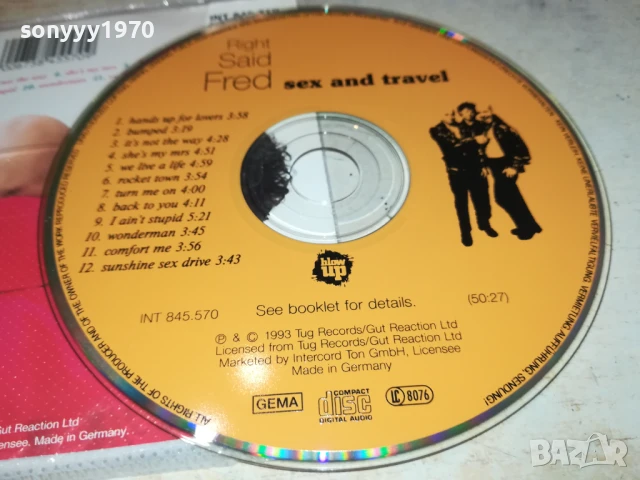 sonyyy1970
Right
Said
Fred
sex and travel
1. hands up for lovers 3:58
2. bumped 3:19
3. it's not the way 4:28
4. she's my mrs 4:51
5. we live a life 4:59
6. rocket town 3:54
7. turn me on 4:00
8. back to you 4:11
9. I ain't stupid 5:21
10. wonderman 3:45
11. comfort me 3:56
12. sunshine sex drive 3:43
blow
up
See booklet for details.
INT 845.570
(50:27)
℗ & © 1993 Tug Records/Gut Reaction Ltd
Licensed from Tug Records/Gut Reaction Ltd
Marketed by Intercord Ton GmbH, Licensee
Made in Germany
GEMA
COMPACT
disc
DIGITAL AUDIO
LC 8076
ALL RIGHTS OF THE PRODUCER AND OF THE OWNER OF THE WORK REPRODUCED
VERMIETUNG, AUFFÜHRUNG, SENDUNG!
Gut Reaction Ltd
Made in Germany.
BAZAR